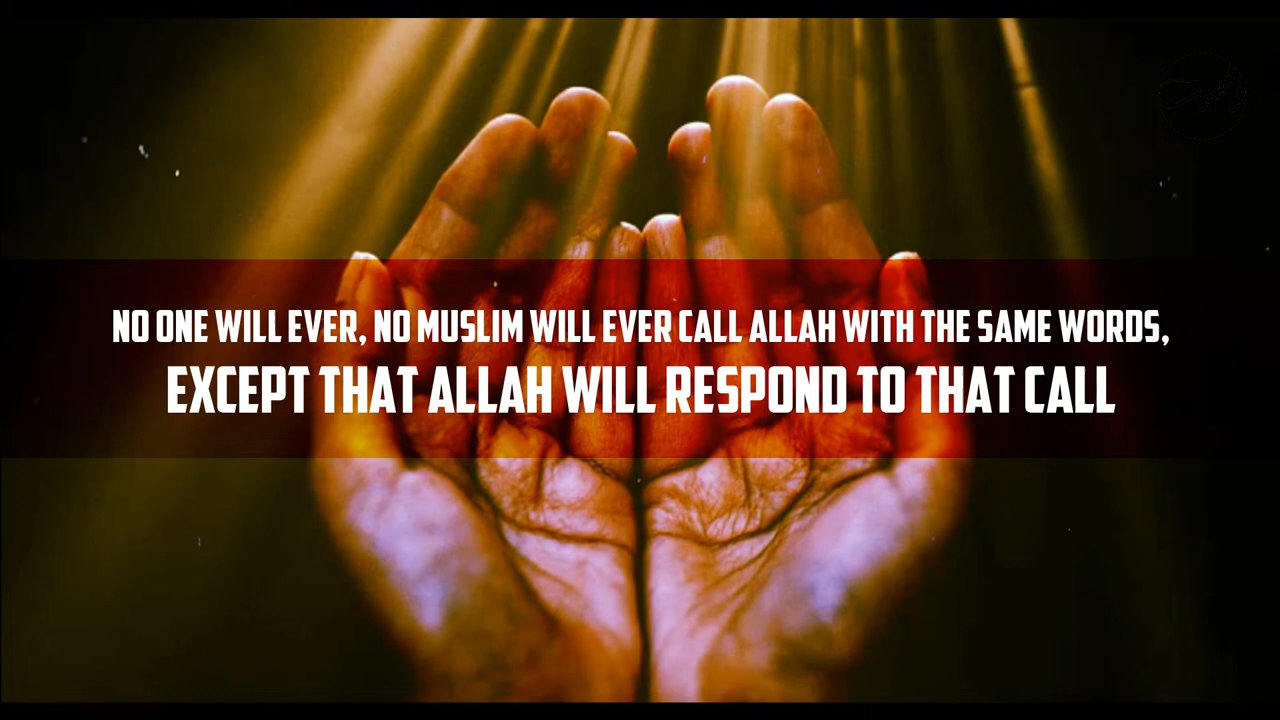 NO ONE WILL EVER, NO MUSLIM WILL EVER CALL ALLAH WITH THE SAME WORDS,
EXCEPT THAT ALLAH WILL RESPOND TO THAT CALL